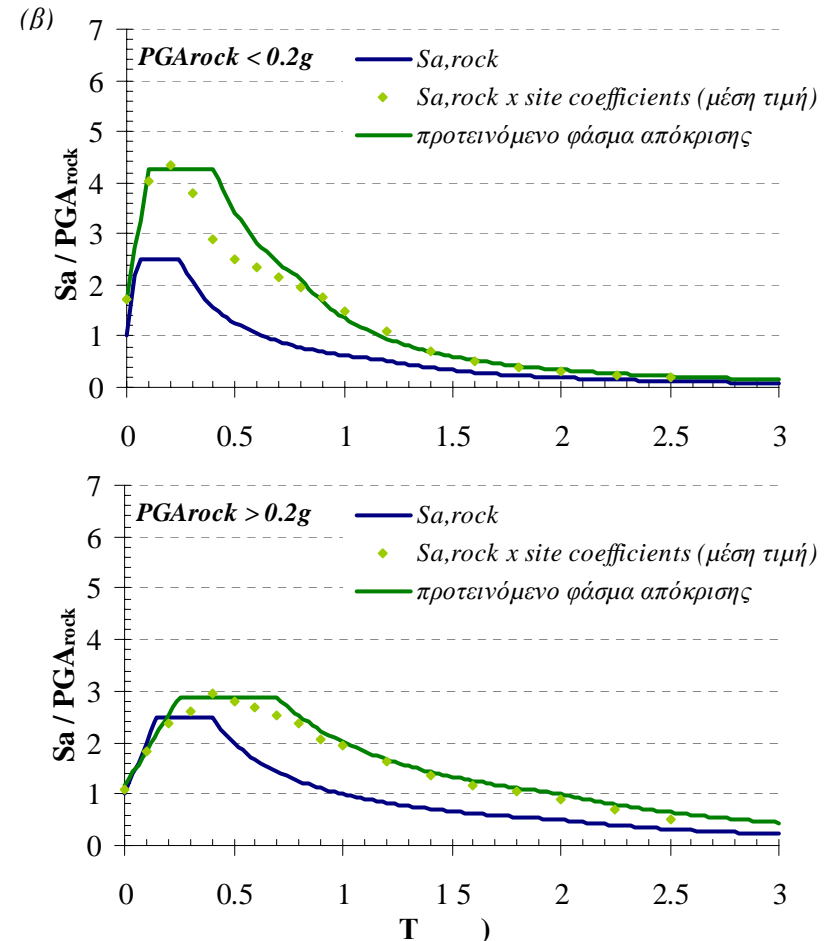 (β)
7
6
5
4
3
2
1
0
Sa / PGArock
PGArock < 0.2g
Sa,rock
Sa,rock x site coefficients (μέση τιμή)
προτεινόμενο φάσμα απόκρισης
0 0.5 1 1.5 2 2.5 3
7
6
5
4
3
2
1
0
Sa / PGArock
PGArock > 0.2g
Sa,rock
Sa,rock x site coefficients (μέση τιμή)
προτεινόμενο φάσμα απόκρισης
0 0.5 1 1 5 2 2.5 3
T )